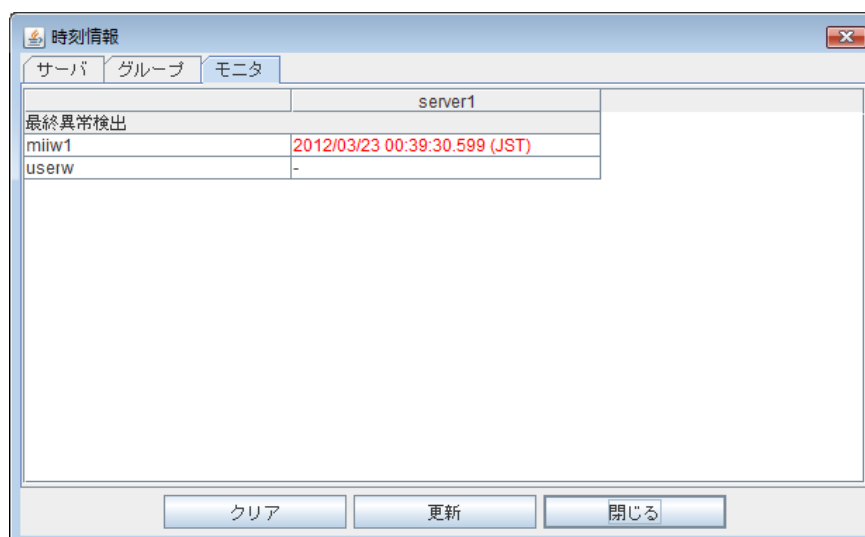 時刻情報
サーバ グループ モニタ
server1
最終異常検出
miiw1 2012/03/23 00:39:30.599 (JST)
userw -
クリア 更新 閉じる